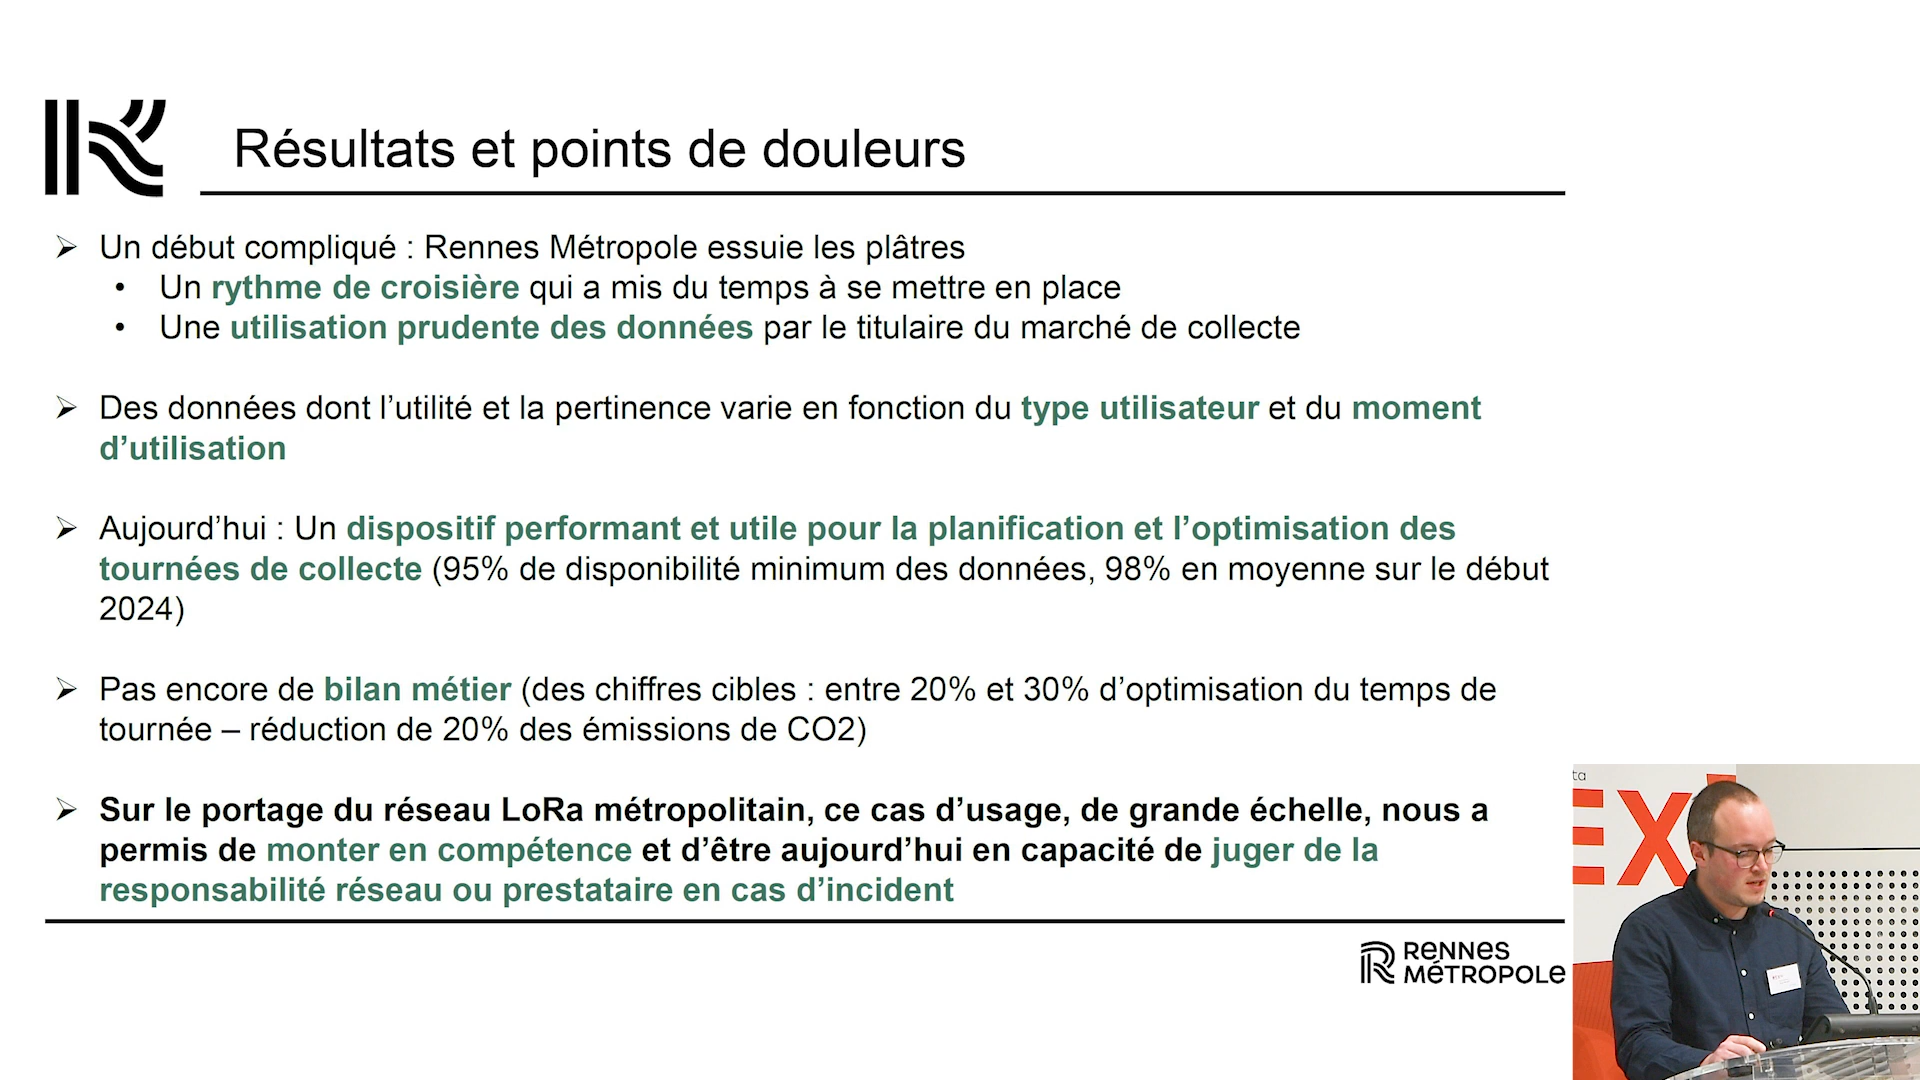 Résultats et points de douleurs
➢ Un début compliqué : Rennes Métropole essuie les plâtres
• Un rythme de croisière qui a mis du temps à se mettre en place
• Une utilisation prudente des données par le titulaire du marché de collecte
➢ Des données dont l’utilité et la pertinence varie en fonction du type utilisateur et du moment
d’utilisation
➢ Aujourd’hui : Un dispositif performant et utile pour la planification et l’optimisation des
tournées de collecte (95% de disponibilité minimum des données, 98% en moyenne sur le début
2024)
➢ Pas encore de bilan métier (des chiffres cibles : entre 20% et 30% d’optimisation du temps de
tournée – réduction de 20% des émissions de CO2)
➢ Sur le portage du réseau LoRa métropolitain, ce cas d’usage, de grande échelle, nous a
permis de monter en compétence et d’être aujourd’hui en capacité de juger de la
responsabilité réseau ou prestataire en cas d’incident
RENNES
MÉTROPOLE
ta
EX